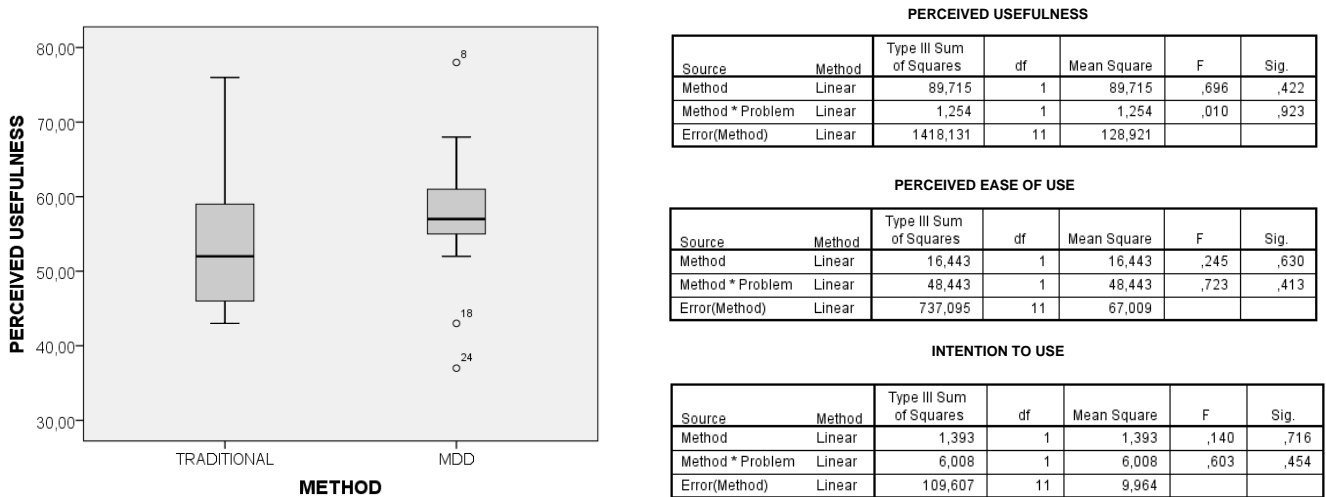 80,00
70,00
60,00
50,00
40,00
30,00
PERCEIVED USEFULNESS
8
18
24
TRADITIONAL MDD
METHOD
PERCEIVED USEFULNESS
Type III Sum
Source Method of Squares df Mean Square F Sig.
Method Linear 89,715 1 89,715 ,696 ,422
Method * Problem Linear 1,254 1 1,254 ,010 ,923
Error(Method) Linear 1418,131 11 128,921
PERCEIVED EASE OF USE
Type III Sum
Source Method of Squares df Mean Square F Sig.
Method Linear 16,443 1 16,443 ,245 ,630
Method * Problem Linear 48,443 1 48,443 ,723 ,413
Error(Method) Linear 737,095 11 67,009
INTENTION TO USE
Type III Sum
Source Method of Squares df Mean Square F Sig.
Method Linear 1,393 1 1,393 ,140 ,716
Method * Problem Linear 6,008 1 6,008 ,603 ,454
Error(Method) Linear 109,607 11 9,964